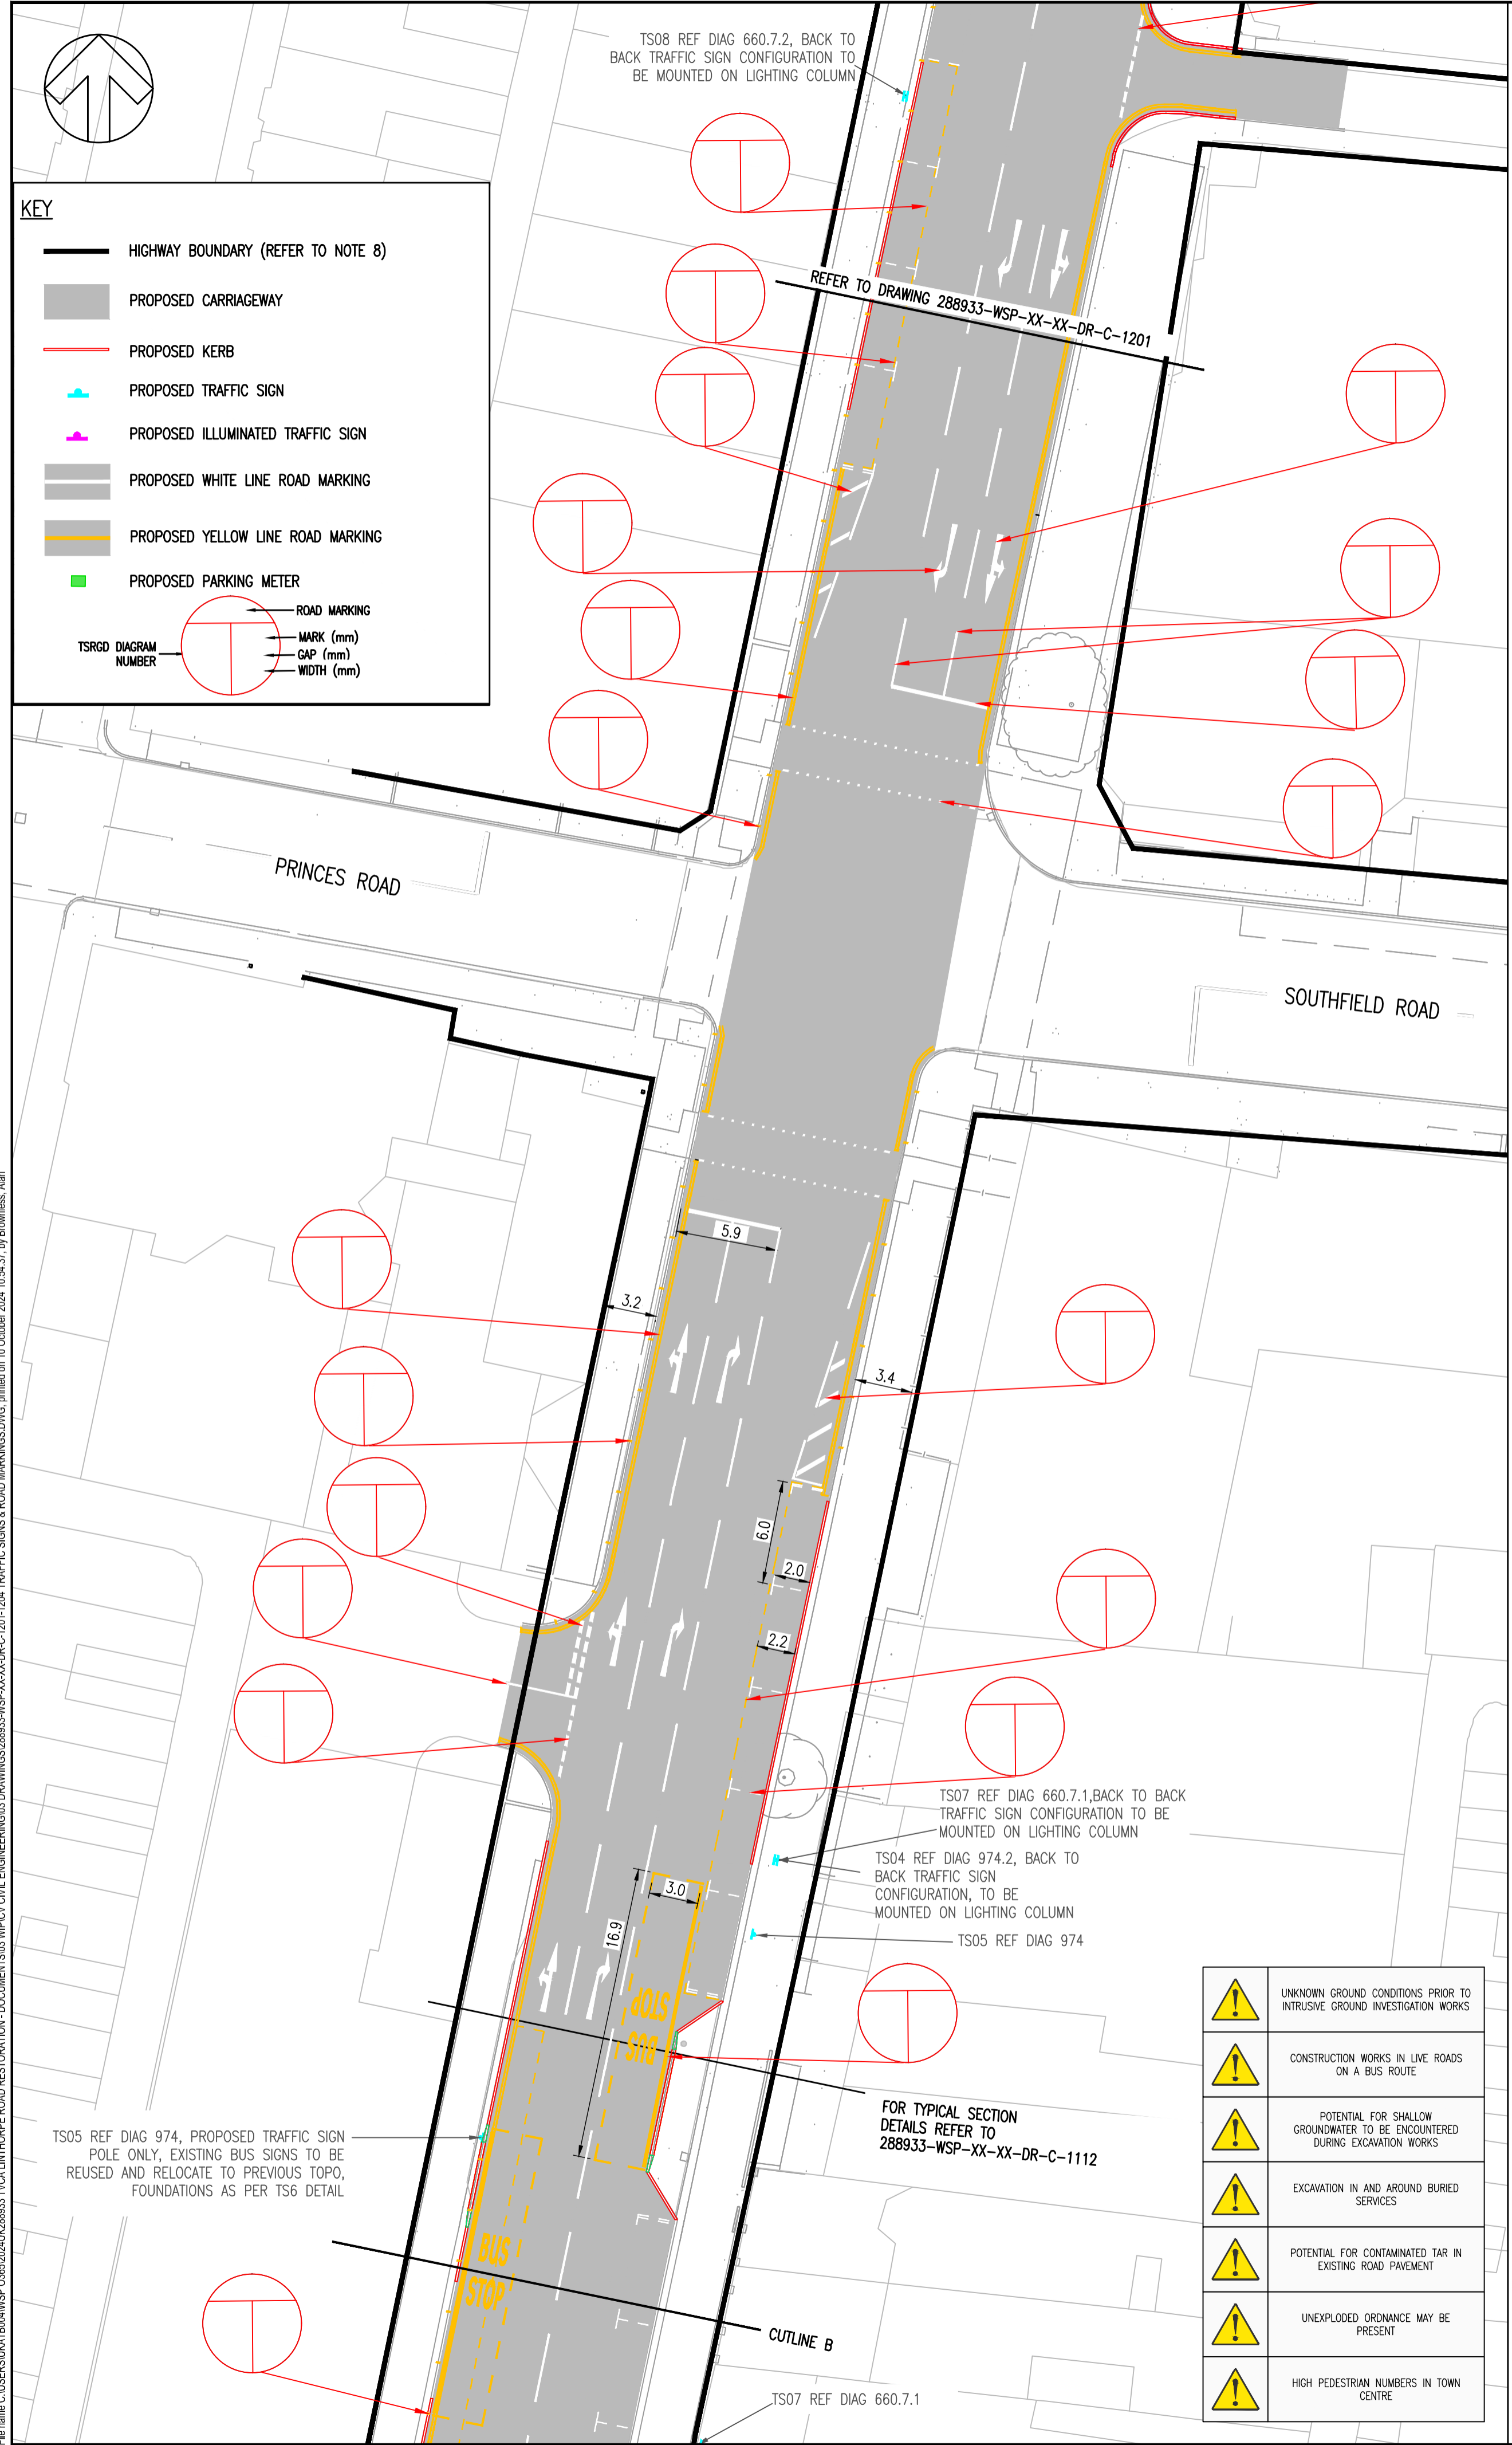 TS08 REF DIAG 660.7.2, BACK TO
BACK TRAFFIC SIGN CONFIGURATION TO
BE MOUNTED ON LIGHTING COLUMN
KEY
HIGHWAY BOUNDARY (REFER TO NOTE 8)
PROPOSED CARRIAGEWAY
PROPOSED KERB
PROPOSED TRAFFIC SIGN
PROPOSED ILLUMINATED TRAFFIC SIGN
PROPOSED WHITE LINE ROAD MARKING
PROPOSED YELLOW LINE ROAD MARKING
PROPOSED PARKING METER
ROAD MARKING
MARK (mm)
GAP (mm)
WIDTH (mm)
TSRGD DIAGRAM
NUMBER
REFER TO DRAWING 288933-WSP-XX-XX-DR-C-1201
PRINCES ROAD
SOUTHFIELD ROAD
5.9
3.2
3.4
6.0
2.0
2.2
TS07 REF DIAG 660.7.1,BACK TO BACK
TRAFFIC SIGN CONFIGURATION TO BE
MOUNTED ON LIGHTING COLUMN
TS04 REF DIAG 974.2, BACK TO
BACK TRAFFIC SIGN
CONFIGURATION, TO BE
MOUNTED ON LIGHTING COLUMN
TS05 REF DIAG 974
3.0
16.9
BUS
STOP
FOR TYPICAL SECTION
DETAILS REFER TO
288933-WSP-XX-XX-DR-C-1112
TS05 REF DIAG 974, PROPOSED TRAFFIC SIGN
POLE ONLY, EXISTING BUS SIGNS TO BE
REUSED AND RELOCATE TO PREVIOUS TOPO,
FOUNDATIONS AS PER TS6 DETAIL
BUS
STOP
CUTLINE B
TS07 REF DIAG 660.7.1
UNKNOWN GROUND CONDITIONS PRIOR TO
INTRUSIVE GROUND INVESTIGATION WORKS
CONSTRUCTION WORKS IN LIVE ROADS
ON A BUS ROUTE
POTENTIAL FOR SHALLOW
GROUNDWATER TO BE ENCOUNTERED
DURING EXCAVATION WORKS
EXCAVATION IN AND AROUND BURIED
SERVICES
POTENTIAL FOR CONTAMINATED TAR IN
EXISTING ROAD PAVEMENT
UNEXPLODED ORDNANCE MAY BE
PRESENT
HIGH PEDESTRIAN NUMBERS IN TOWN
CENTRE